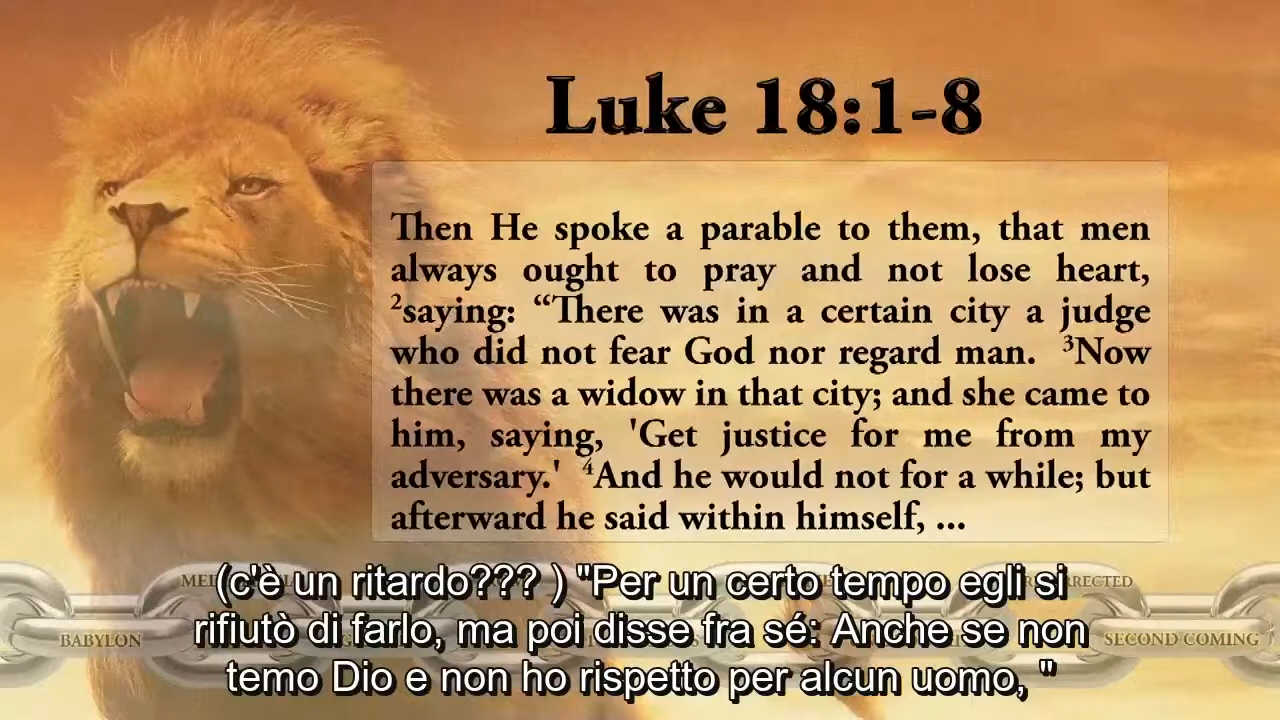 Luke 18:1-8
Then He spoke a parable to them, that men
always ought to pray and not lose heart,
²saying: “There was in a certain city a judge
who did not fear God nor regard man. ³Now
there was a widow in that city; and she came to
him, saying, 'Get justice for me from my
adversary.' ⁴And he would not for a while; but
afterward he said within himself, ...
(c'è un ritardo??? ) "Per un certo tempo egli si
rifiutò di farlo, ma poi disse fra sé: Anche se non
temo Dio e non ho rispetto per alcun uomo, "
BABYLON
SECOND COMING